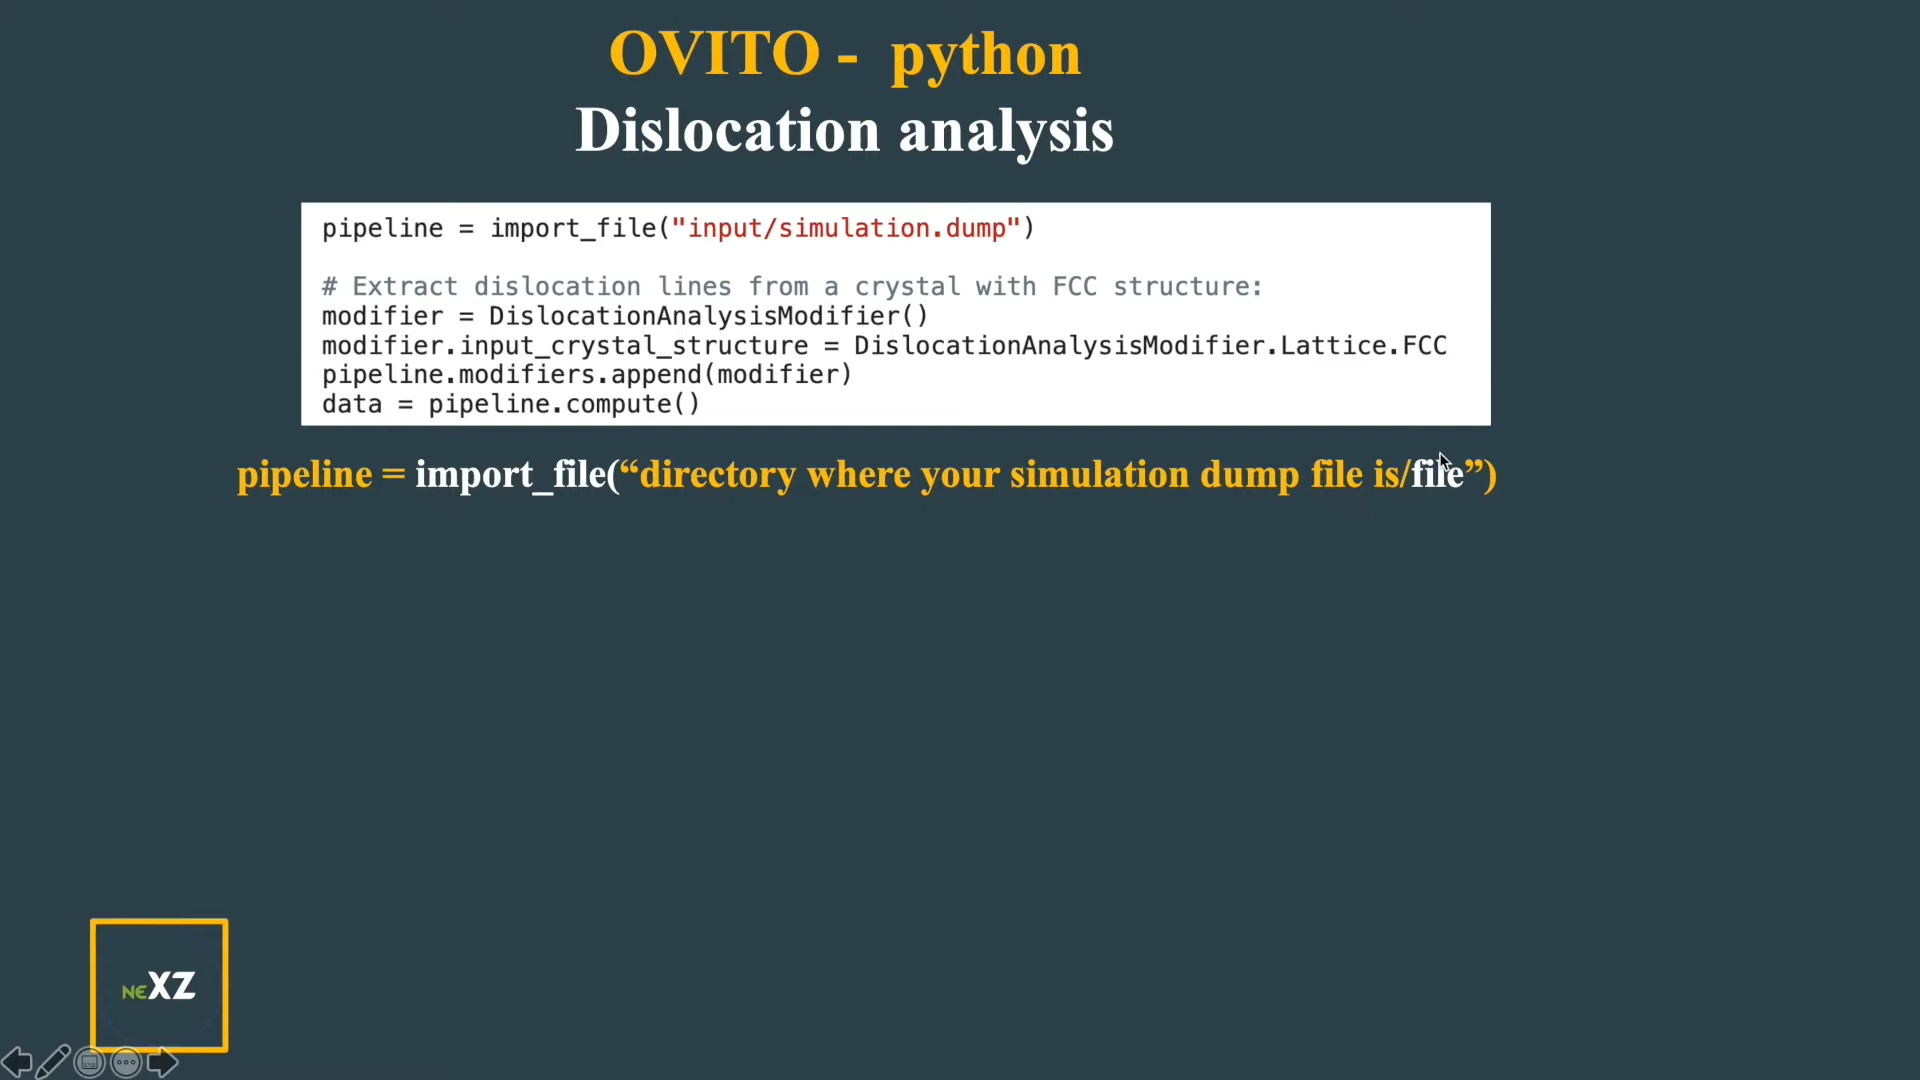 OVITO - python
Dislocation analysis
pipeline = import_file("input/simulation.dump")
# Extract dislocation lines from a crystal with FCC structure:
modifier = DislocationAnalysisModifier()
modifier.input_crystal_structure = DislocationAnalysisModifier.Lattice.FCC
pipeline.modifiers.append(modifier)
data = pipeline.compute()
pipeline = import_file(“directory where your simulation dump file is/file”)
NEXZ